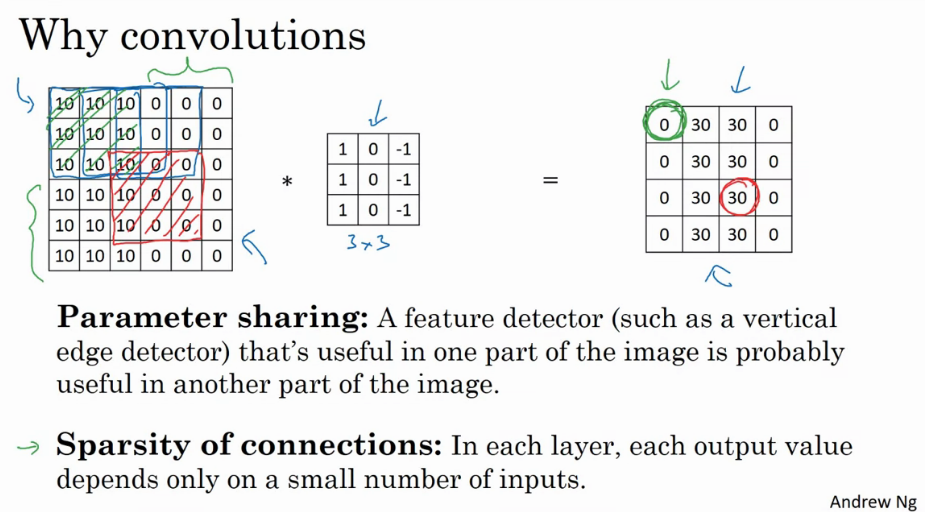 Why convolutions
10 10 10 0 0 0
10 10 10 0 0 0
10 10 10 0 0 0
10 10 10 0 0 0
10 10 10 0 0 0
10 10 10 0 0 0
*
1 0 -1
1 0 -1
1 0 -1
3 x 3
=
0 30 30 0
0 30 30 0
0 30 30 0
0 30 30 0
Parameter sharing: A feature detector (such as a vertical
edge detector) that's useful in one part of the image is probably
useful in another part of the image.
→ Sparsity of connections: In each layer, each output value
depends only on a small number of inputs.
Andrew Ng